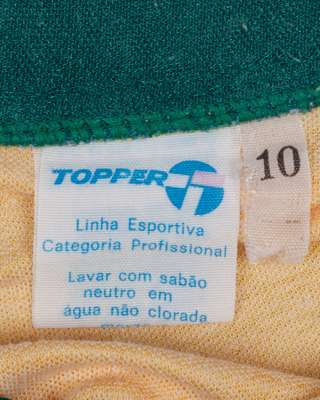 TOPPER
10
Linha Esportiva
Categoria Profissional
Lavar com sabão
neutro em
água não clorada